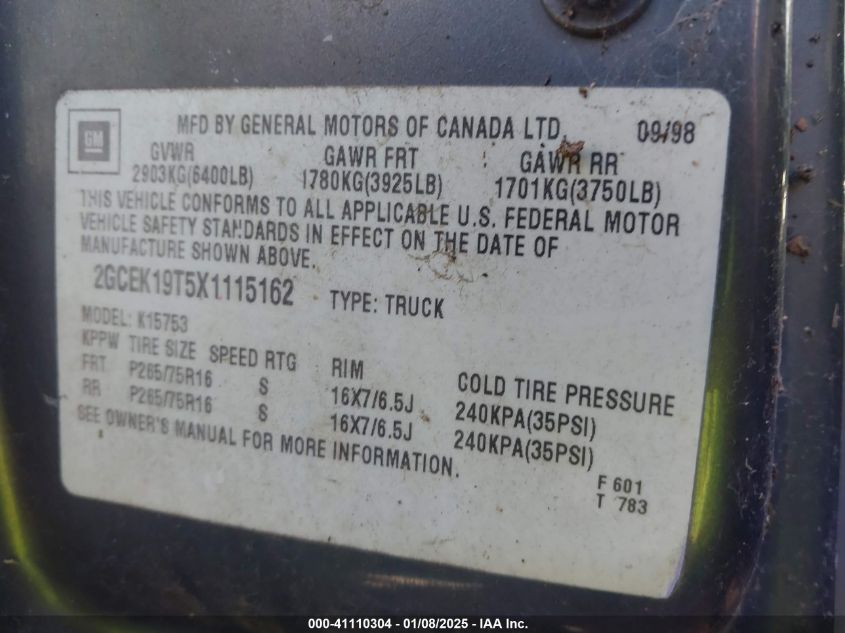 GM
MFD BY GENERAL MOTORS OF CANADA LTD. 09/98
GVWR GAWR FRT GAWR RR
2903KG(6400LB) 1780KG(3925LB) 1701KG(3750LB)
THIS VEHICLE CONFORMS TO ALL APPLICABLE U.S. FEDERAL MOTOR
VEHICLE SAFETY STANDARDS IN EFFECT ON THE DATE OF
MANUFACTURE SHOWN ABOVE.
2GCEK19T5X1115162 TYPE: TRUCK
MODEL: K15753
KPPW TIRE SIZE SPEED RTG RIM COLD TIRE PRESSURE
FRT P265/75R16 S 16X7/6.5J 240KPA(35PSI)
RR P265/75R16 S 16X7/6.5J 240KPA(35PSI)
SEE OWNER'S MANUAL FOR MORE INFORMATION.
F 601
T 783
000-41110304 - 01/08/2025 - IAA Inc.